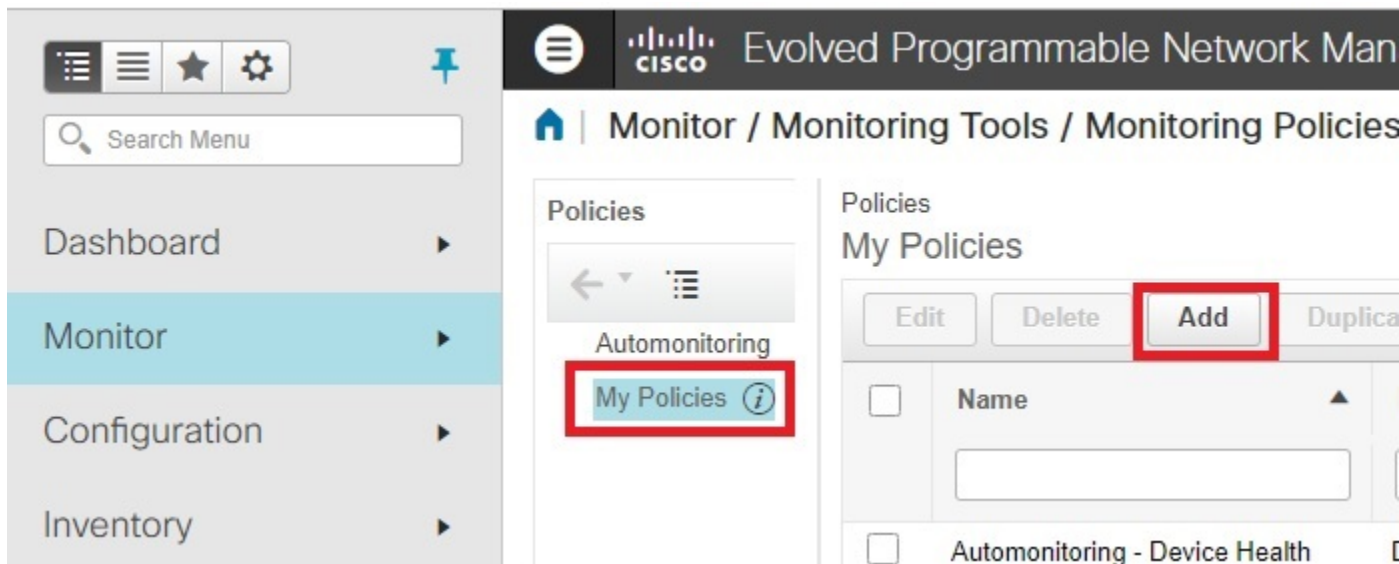 Search Menu
Dashboard
Monitor
Configuration
Inventory
cisco Evolved Programmable Network Man
Monitor / Monitoring Tools / Monitoring Policies
Policies
Automonitoring
My Policies
Policies
My Policies
Edit Delete Add Duplica
Name
Automonitoring - Device Health